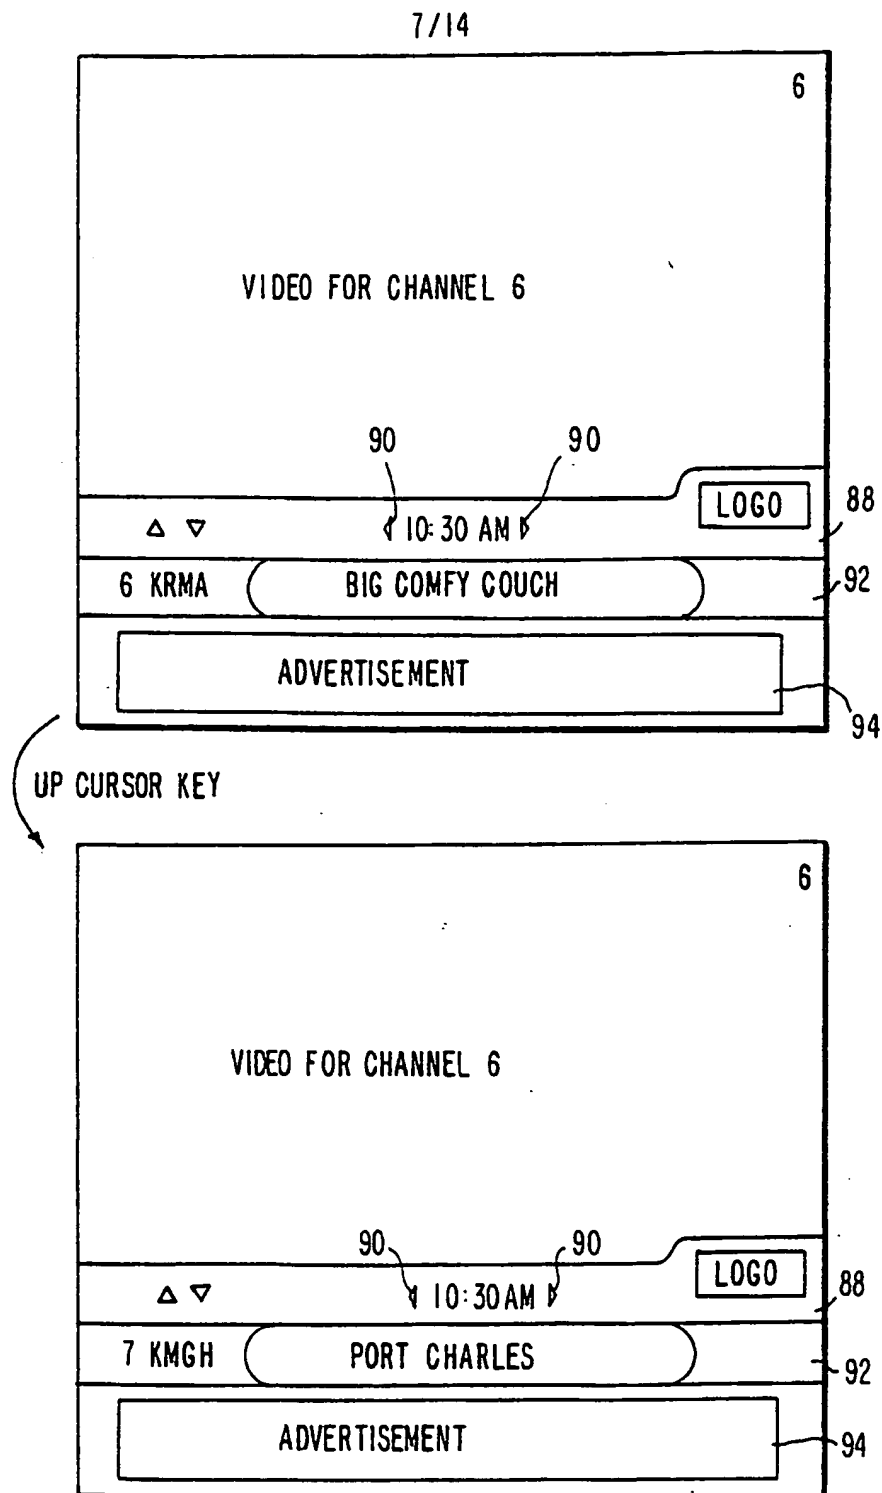 7/14
6
VIDEO FOR CHANNEL 6
90 90
10:30 AM
LOGO
88
6 KRMA BIG COMFY COUCH
92
ADVERTISEMENT
94
UP CURSOR KEY
6
VIDEO FOR CHANNEL 6
90 90
10:30 AM
LOGO
88
7 KMGH PORT CHARLES
92
ADVERTISEMENT
94